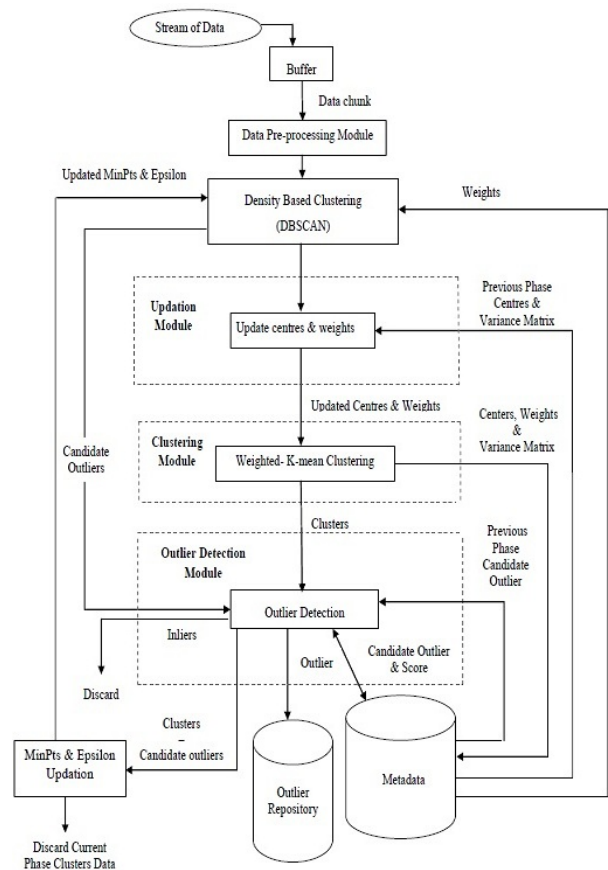 Stream of Data
Buffer
Data chunk
Data Pre-processing Module
Updated MinPts & Epsilon
Weights
Density Based Clustering
(DBSCAN)
Updation
Module
Previous Phase
Centres &
Variance Matrix
Update centres & weights
Updated Centres & Weights
Centers, Weights
&
Variance Matrix
Clustering
Module
Weighted- K-mean Clustering
Candidate
Outliers
Clusters
Previous
Phase
Candidate
Outlier
Outlier Detection
Module
Outlier Detection
Inliers
Outlier
Candidate Outlier
& Score
Discard
Clusters
–
Candidate outliers
MinPts & Epsilon
Updation
Outlier
Repository
Metadata
Discard Current
Phase Clusters Data